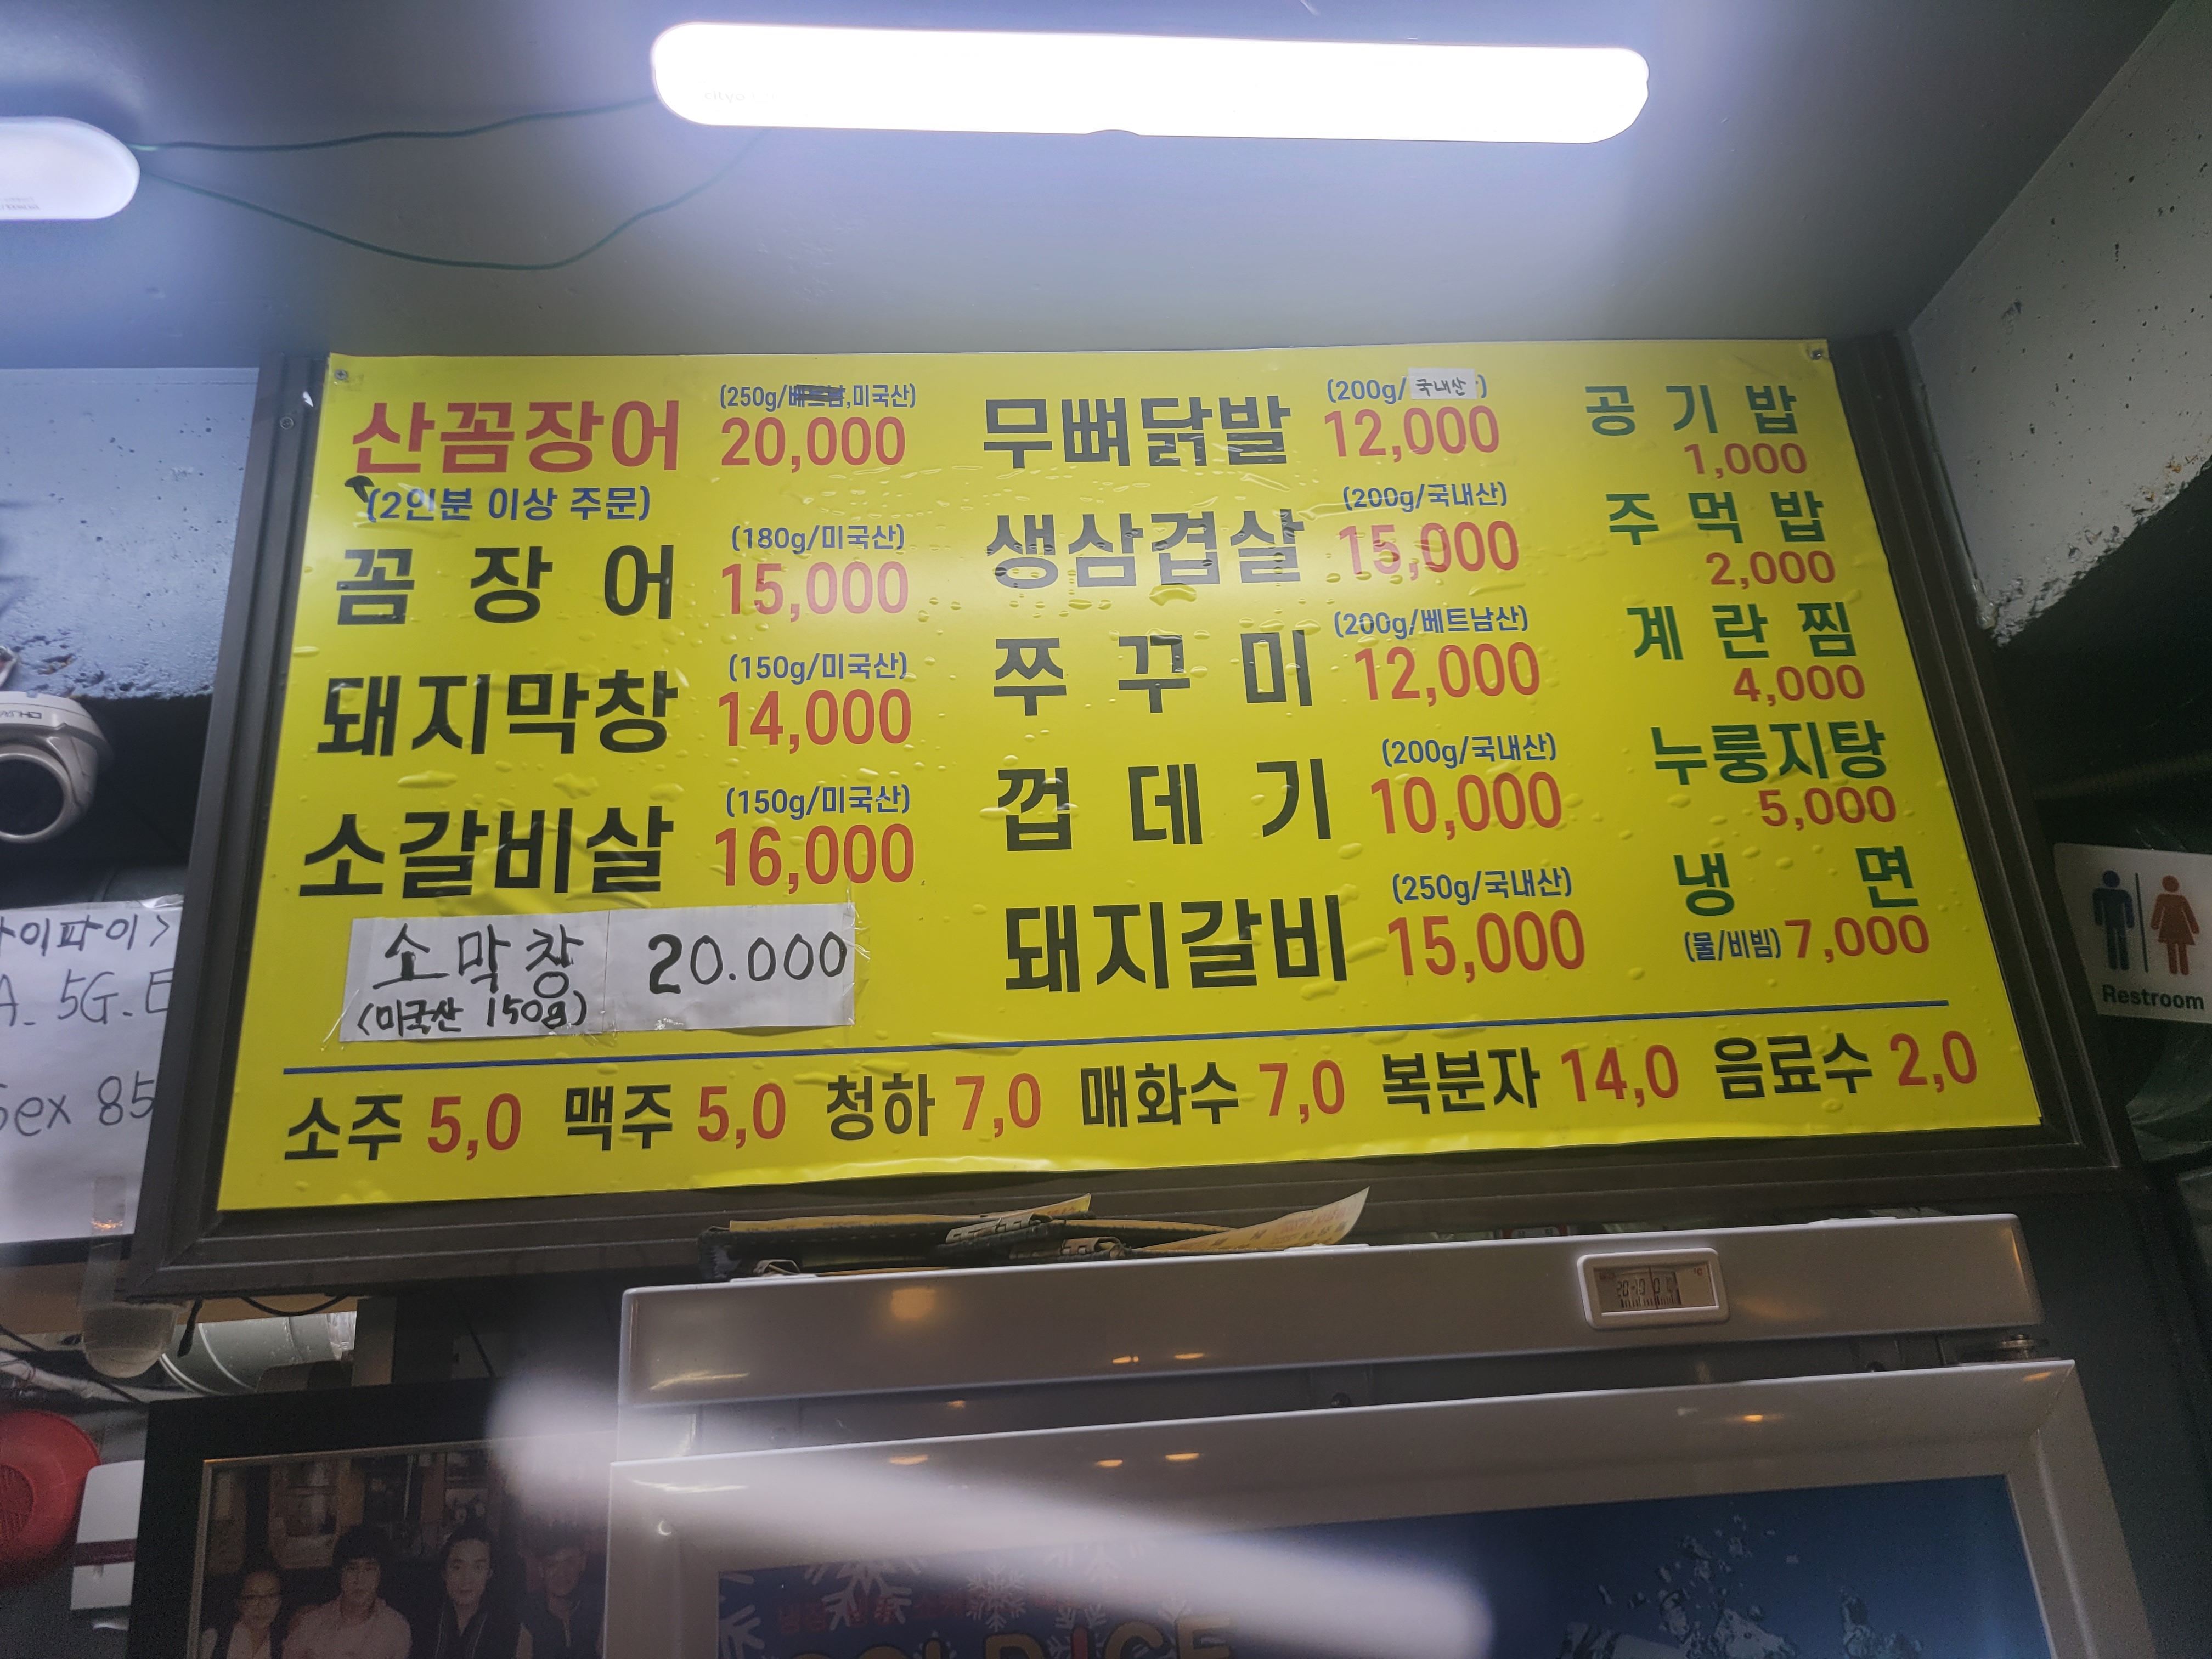 산꼼장어 (250g/베트남,미국산) 20,000
(2인분 이상 주문)
꼼 장 어 (180g/미국산) 15,000
돼지막창 (150g/미국산) 14,000
소갈비살 (150g/미국산) 16,000
소막창 20.000
(미국산 150g)
무뼈닭발 (200g/국내산) 12,000
생삼겹살 (200g/국내산) 15,000
쭈 꾸 미 (200g/베트남산) 12,000
껍 데 기 (200g/국내산) 10,000
돼지갈비 (250g/국내산) 15,000
공 기 밥
1,000
주 먹 밥
2,000
계 란 찜
4,000
누룽지탕
5,000
냉 면
(물/비빔) 7,000
소주 5,0 맥주 5,0 청하 7,0 매화수 7,0 복분자 14,0 음료수 2,0
Restroom
이파이>
A_5G_E
ex 85